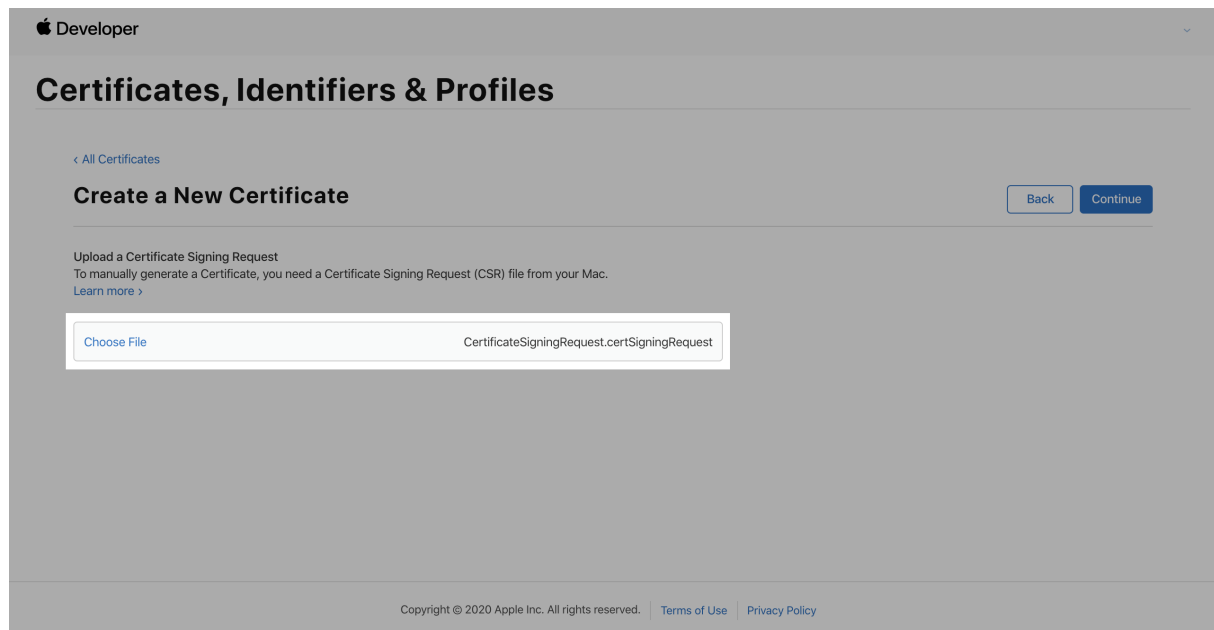 Developer
Certificates, Identifiers & Profiles
‹ All Certificates
Create a New Certificate
Back
Continue
Upload a Certificate Signing Request
To manually generate a Certificate, you need a Certificate Signing Request (CSR) file from your Mac.
Learn more ›
Choose File
CertificateSigningRequest.certSigningRequest
Copyright © 2020 Apple Inc. All rights reserved.
Terms of Use
Privacy Policy